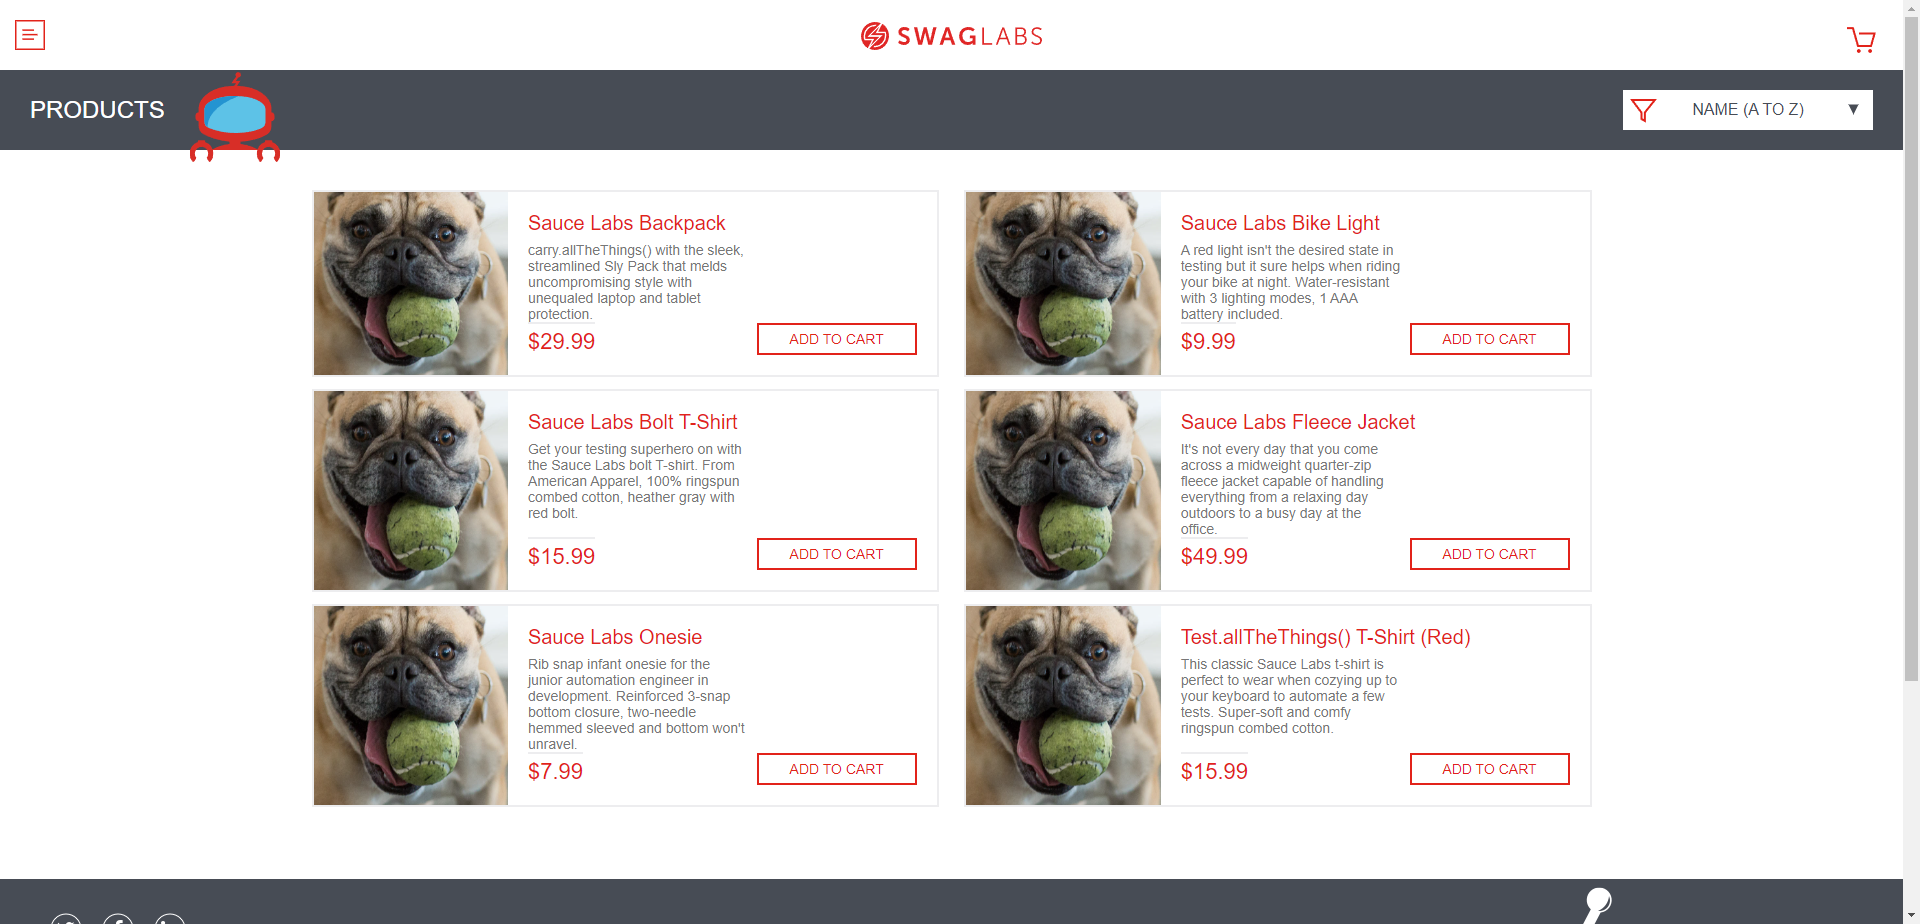 SWAGLABS
PRODUCTS
NAME (A TO Z)
Sauce Labs Backpack
carry.allTheThings() with the sleek,
streamlined Sly Pack that melds
uncompromising style with
unequaled laptop and tablet
protection.
$29.99
ADD TO CART
Sauce Labs Bike Light
A red light isn't the desired state in
testing but it sure helps when riding
your bike at night. Water-resistant
with 3 lighting modes, 1 AAA
battery included.
$9.99
ADD TO CART
Sauce Labs Bolt T-Shirt
Get your testing superhero on with
the Sauce Labs bolt T-shirt. From
American Apparel, 100% ringspun
combed cotton, heather gray with
red bolt.
$15.99
ADD TO CART
Sauce Labs Fleece Jacket
It's not every day that you come
across a midweight quarter-zip
fleece jacket capable of handling
everything from a relaxing day
outdoors to a busy day at the
office.
$49.99
ADD TO CART
Sauce Labs Onesie
Rib snap infant onesie for the
junior automation engineer in
development. Reinforced 3-snap
bottom closure, two-needle
hemmed sleeved and bottom won't
unravel.
$7.99
ADD TO CART
Test.allTheThings() T-Shirt (Red)
This classic Sauce Labs t-shirt is
perfect to wear when cozying up to
your keyboard to automate a few
tests. Super-soft and comfy
ringspun combed cotton.
$15.99
ADD TO CART